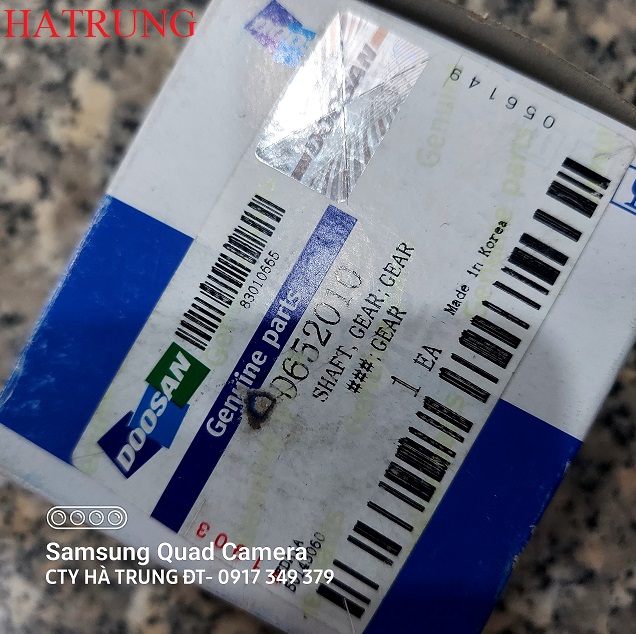 HATRUNG
DOOSAN
056149
83010665
Made in Korea
DOOSAN
Genuine parts
D652010
SHAFT, GEAR;GEAR
###;GEAR
1 EA
Samsung Quad Camera
CTY HÀ TRUNG ĐT- 0917 349 379